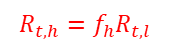 R_{t,h} = f_h R_{t,l}